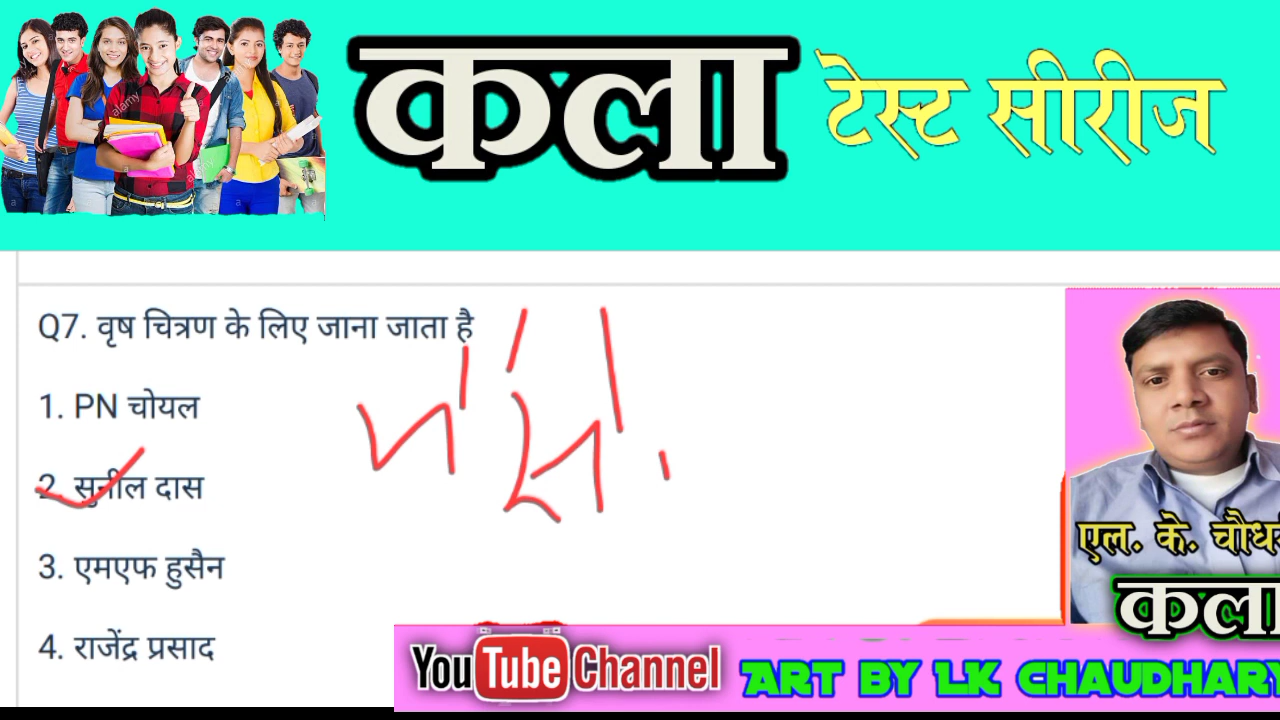 कला टेस्ट सीरीज
Q7. वृष चित्रण के लिए जाना जाता है
1. PN चोयल
2. सुनील दास
3. एमएफ हुसैन
4. राजेंद्र प्रसाद
एल. के.
कला
YouTube Channel ART BY LK CHAUDHARY
alamy